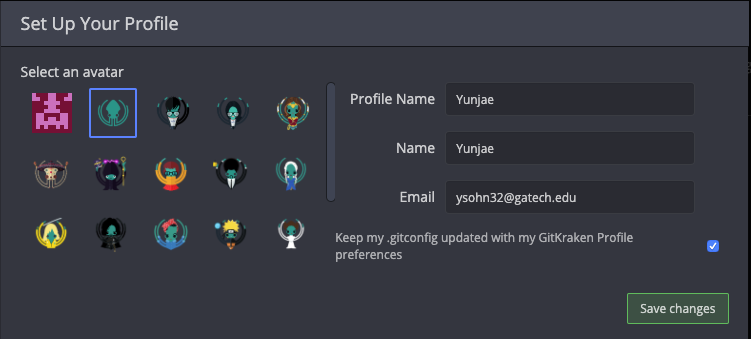 Set Up Your Profile
Select an avatar
Profile Name
Yunjae
Name
Yunjae
Email
ysohn32@gatech.edu
Keep my .gitconfig updated with my GitKraken Profile
preferences
Save changes